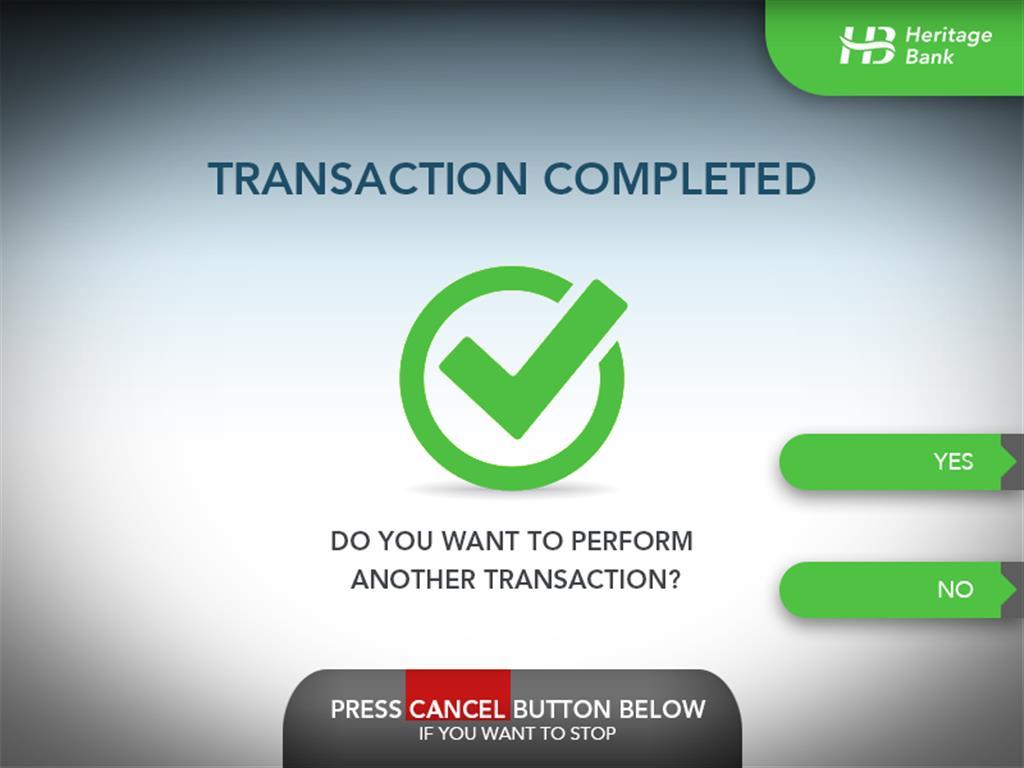 HB Heritage
Bank
TRANSACTION COMPLETED
YES
DO YOU WANT TO PERFORM
ANOTHER TRANSACTION?
NO
PRESS CANCEL BUTTON BELOW
IF YOU WANT TO STOP